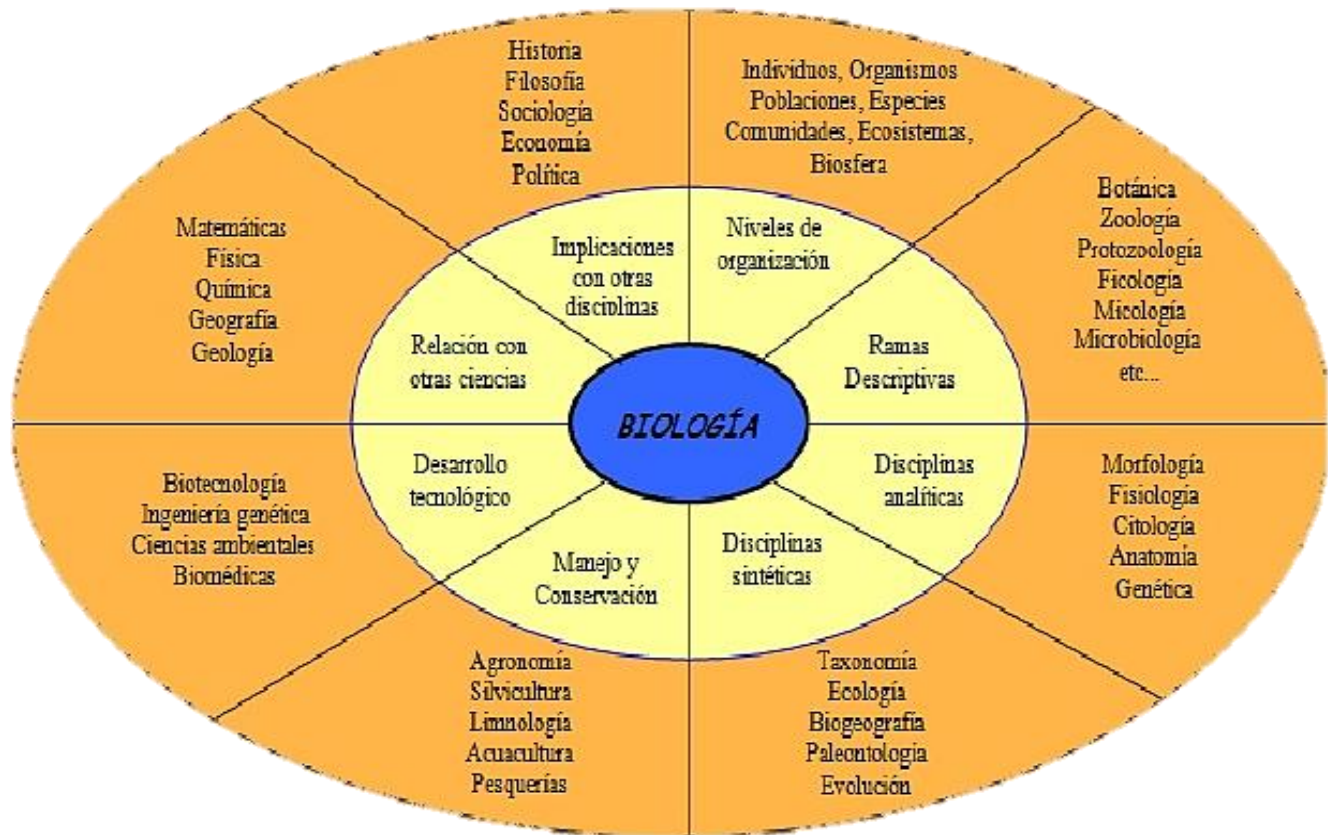 Historia
Filosofía
Sociología
Economía
Política
Individuos, Organismos
Poblaciones, Especies
Comunidades, Ecosistemas,
Biosfera
Botánica
Zoología
Protozoología
Ficología
Micología
Microbiología
etc...
Morfología
Fisiología
Citología
Anatomía
Genética
Taxonomía
Ecología
Biogeografía
Paleontología
Evolución
Agronomía
Silvicultura
Limnología
Acuacultura
Pesquerías
Biotecnología
Ingeniería genética
Ciencias ambientales
Biomédicas
Matemáticas
Física
Química
Geografía
Geología
Implicaciones
con otras
disciplinas
Niveles de
organización
Ramas
Descriptivas
Disciplinas
analíticas
Disciplinas
sintéticas
Manejo y
Conservación
Desarrollo
tecnológico
Relación con
otras ciencias
BIOLOGÍA